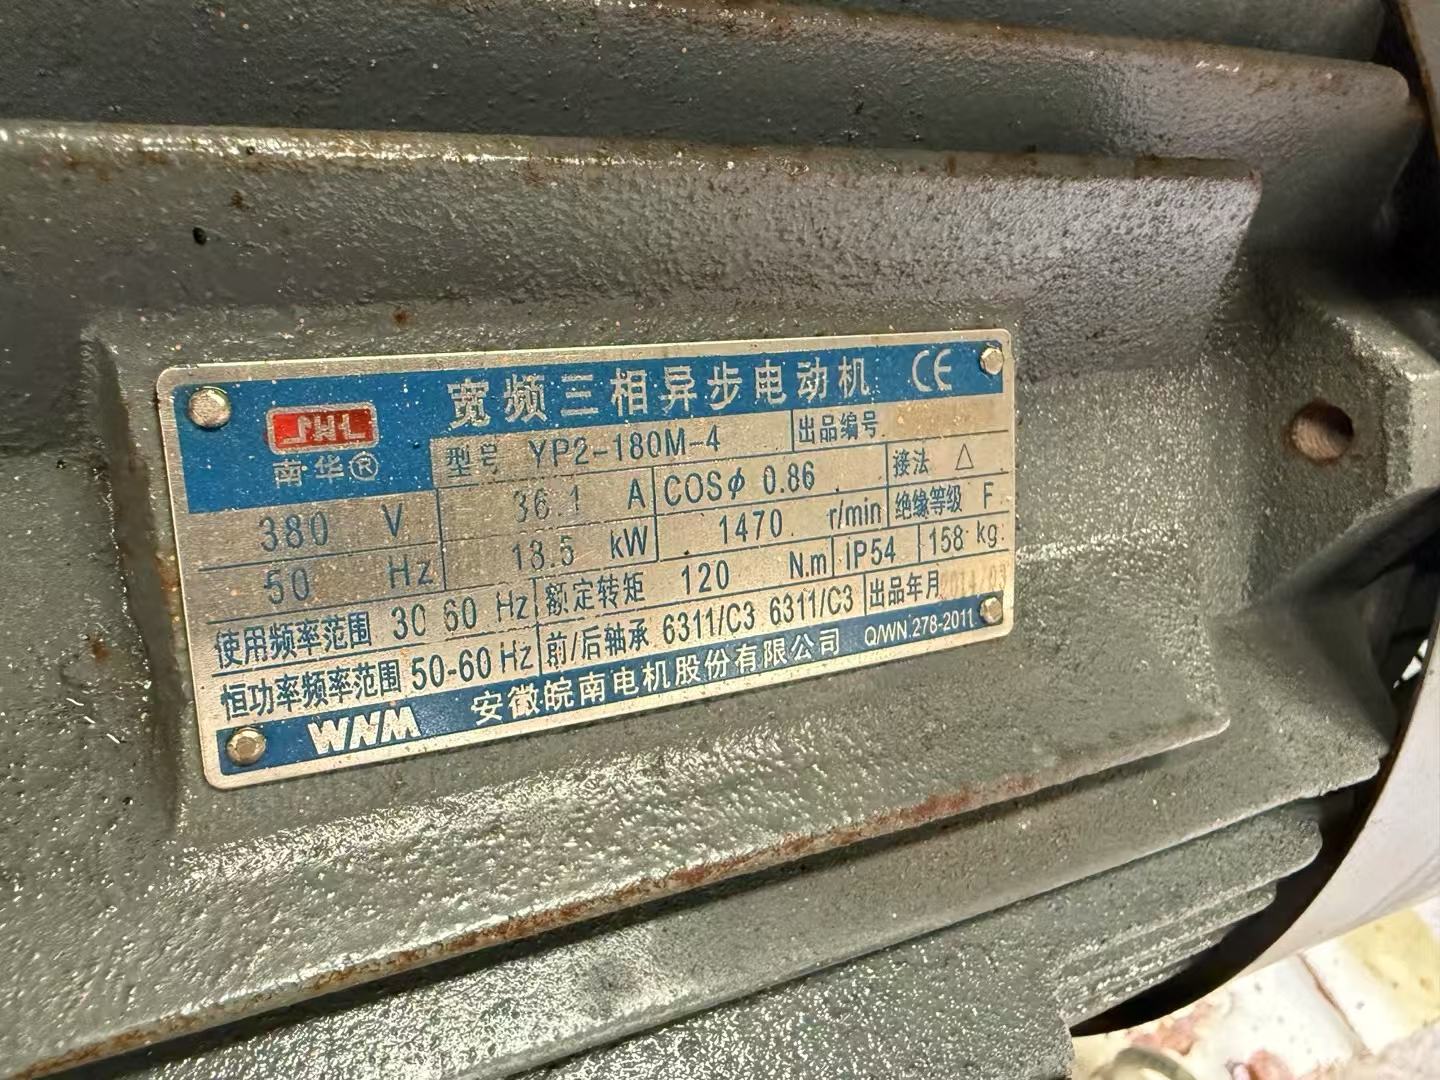 宽频三相异步电动机 CE
SHL
南·华®
型号 YP2-180M-4 出品编号
380 V 36.1 A COSφ 0.86 接法 △
50 Hz 18.5 kW 1470 r/min 绝缘等级 F
使用频率范围 30 60 Hz 额定转矩 120 N.m IP54 158 kg
恒功率频率范围 50-60 Hz 前/后轴承 6311/C3 6311/C3 出品年月 2014/03
WNM 安徽皖南电机股份有限公司 Q/WN.278-2011